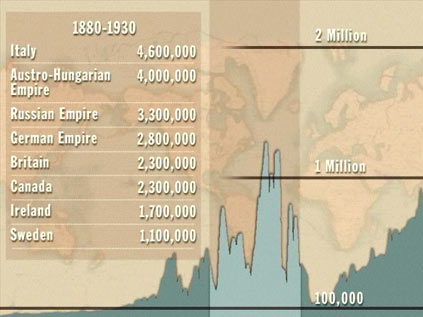 1880-1930
Italy 4,600,000
Austro-Hungarian
Empire 4,000,000
Russian Empire 3,300,000
German Empire 2,800,000
Britain 2,300,000
Canada 2,300,000
Ireland 1,700,000
Sweden 1,100,000
2 Million
1 Million
100,000